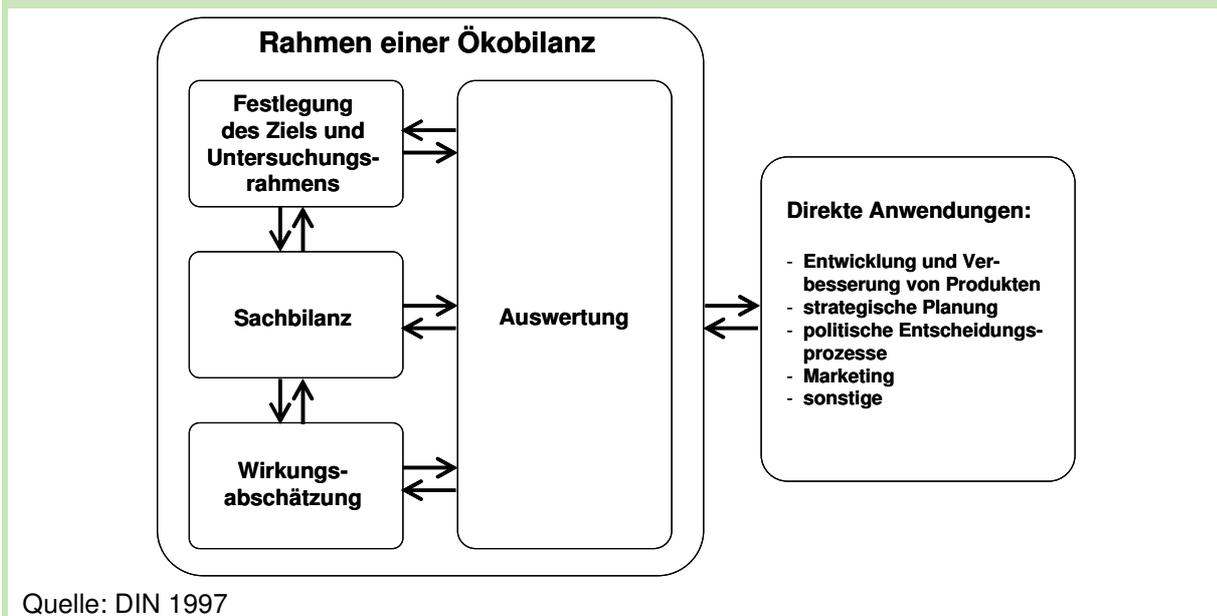 Rahmen einer Ökobilanz
Festlegung
des Ziels und
Untersuchungs-
rahmens
Sachbilanz
Wirkungs-
abschätzung
Auswertung
Direkte Anwendungen:
- Entwicklung und Ver-
besserung von Produkten
- strategische Planung
- politische Entscheidungs-
prozesse
- Marketing
- sonstige
Quelle: DIN 1997